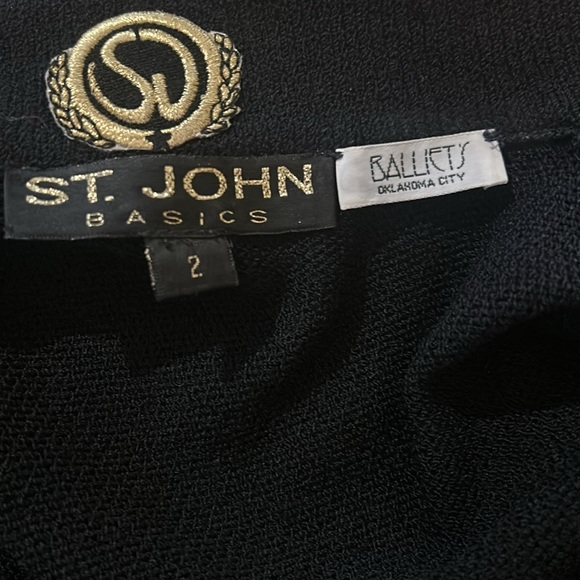 SJ
ST. JOHN
BASICS
2
BALLIET'S
OKLAHOMA CITY